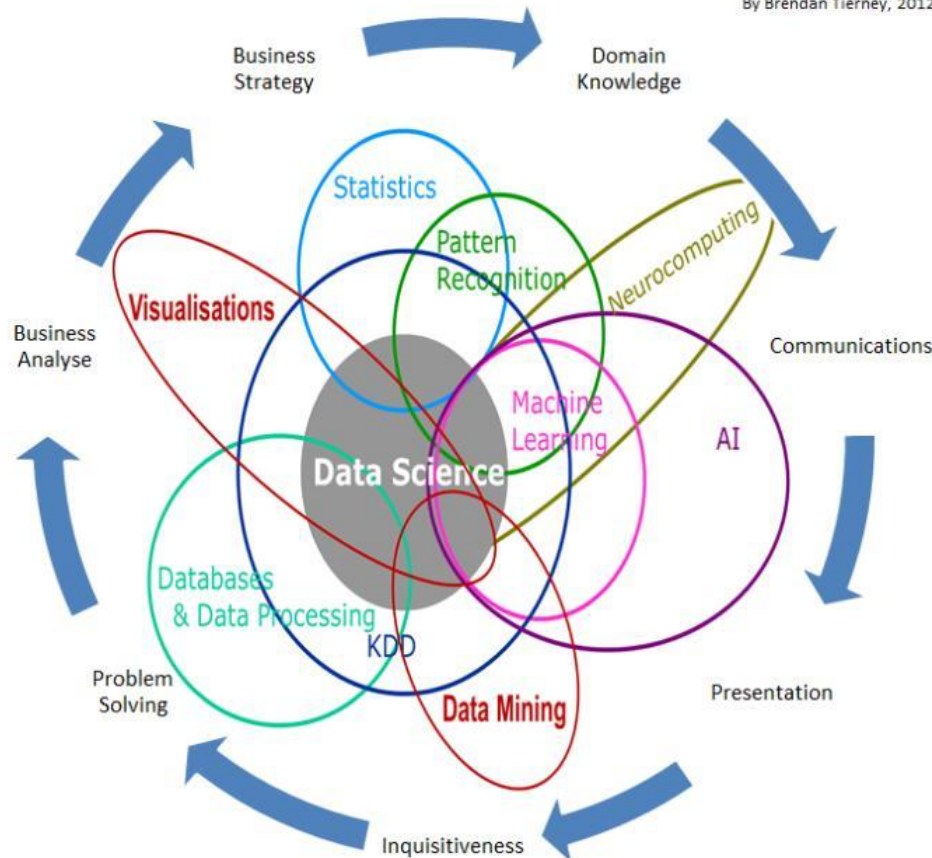 By Brendan Tierney, 2012
Business
Strategy
Domain
Knowledge
Statistics
Pattern
Recognition
Neurocomputing
Visualisations
Business
Analyse
Communications
Machine
Learning
AI
Data Science
Databases
& Data Processing
KDD
Problem
Solving
Data Mining
Presentation
Inquisitiveness